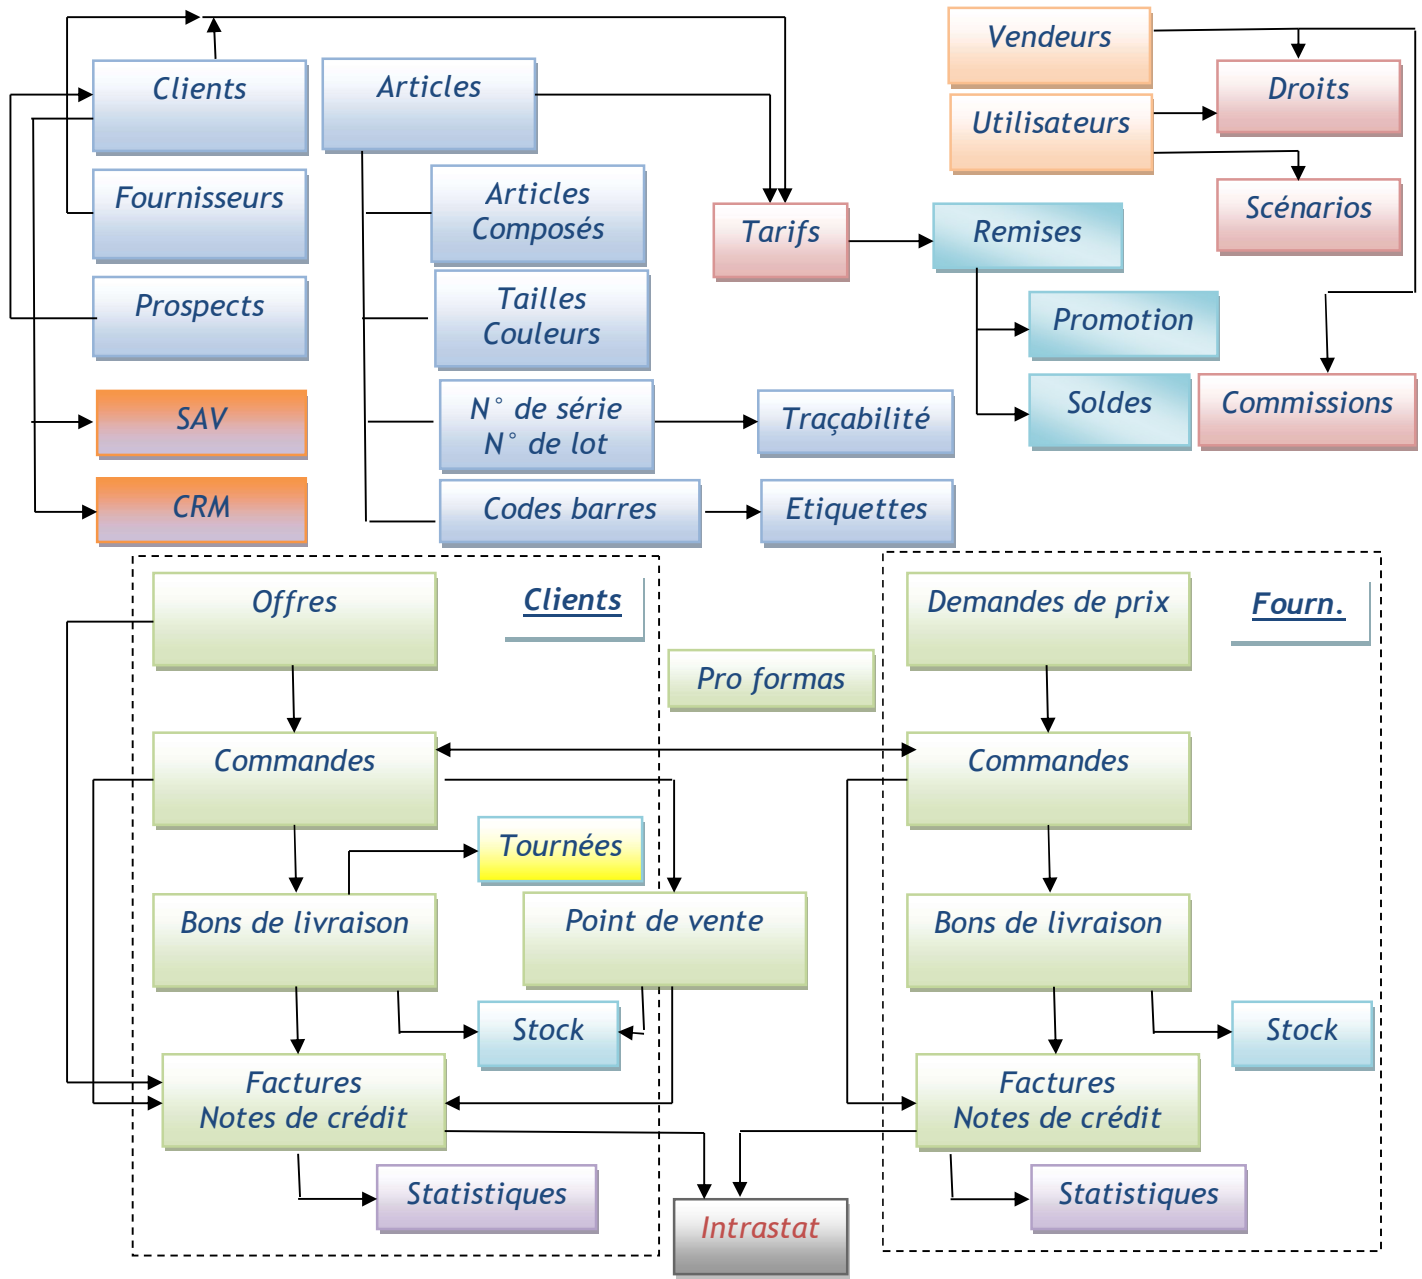 Clients
Articles
Vendeurs
Droits
Utilisateurs
Fournisseurs
Articles
Composés
Scénarios
Tarifs
Remises
Prospects
Tailles
Couleurs
Promotion
SAV
N° de série
N° de lot
Traçabilité
Soldes
Commissions
CRM
Codes barres
Etiquettes
Offres
Clients
Demandes de prix
Fourn.
Pro formas
Commandes
Commandes
Tournées
Bons de livraison
Point de vente
Bons de livraison
Stock
Stock
Factures
Notes de crédit
Factures
Notes de crédit
Statistiques
Statistiques
Intrastat